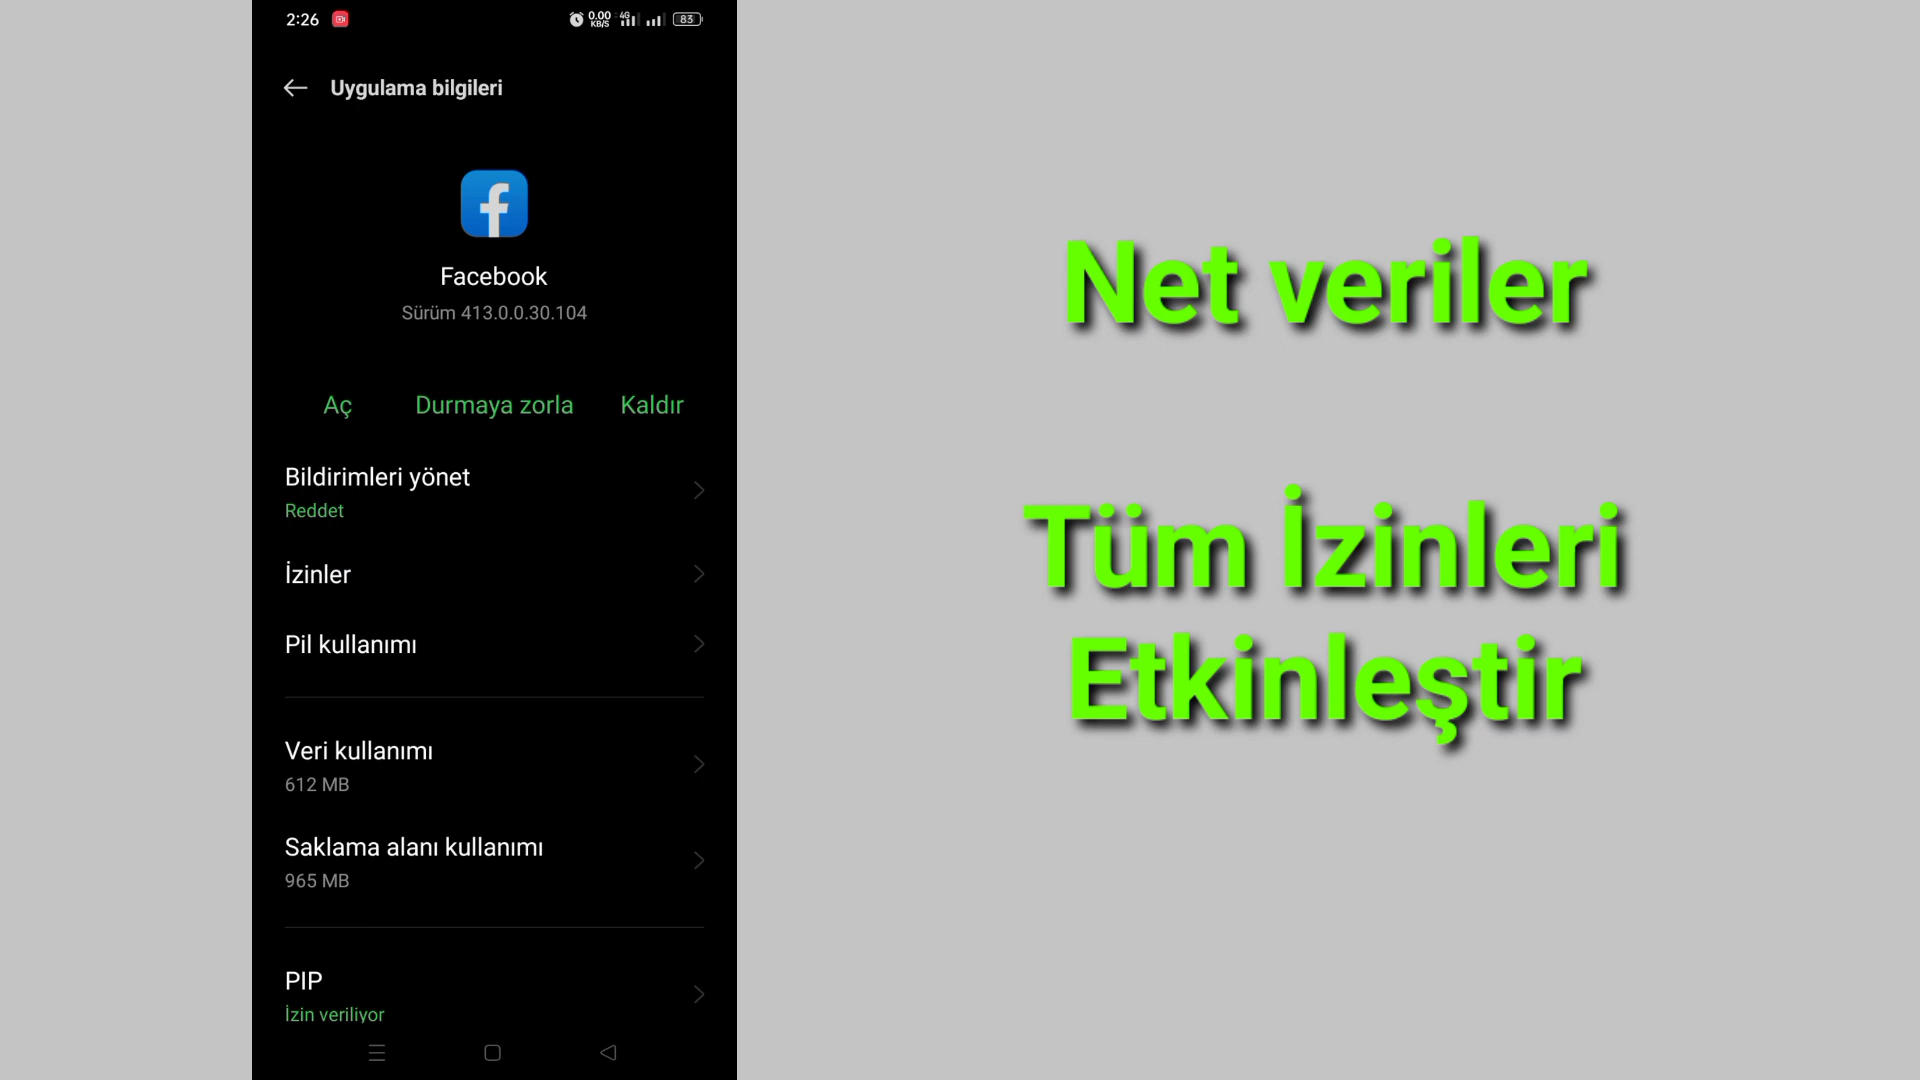 2:26
0.00 KB/S 4G 83
Uygulama bilgileri
Facebook
Sürüm 413.0.0.30.104
Aç Durmaya zorla Kaldır
Bildirimleri yönet
Reddet
İzinler
Pil kullanımı
Veri kullanımı
612 MB
Saklama alanı kullanımı
965 MB
PIP
İzin veriliyor
Net veriler
Tüm İzinleri
Etkinleştir